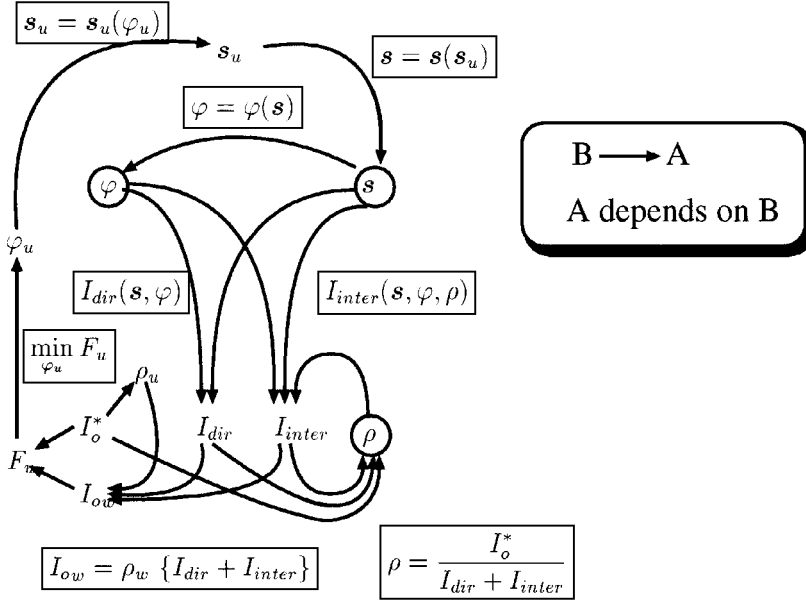 s_u = s_u(φ_u)
s_u
s = s(s_u)
φ = φ(s)
B → A
A depends on B
φ
s
φ_u
I_dir(s, φ)
I_inter(s, φ, ρ)
min F_u
φ_u
ρ_u
I_o^*
I_dir
I_inter
ρ
I_ow
I_ow = ρ_w {I_dir + I_inter}
ρ = I_o^* / (I_dir + I_inter)